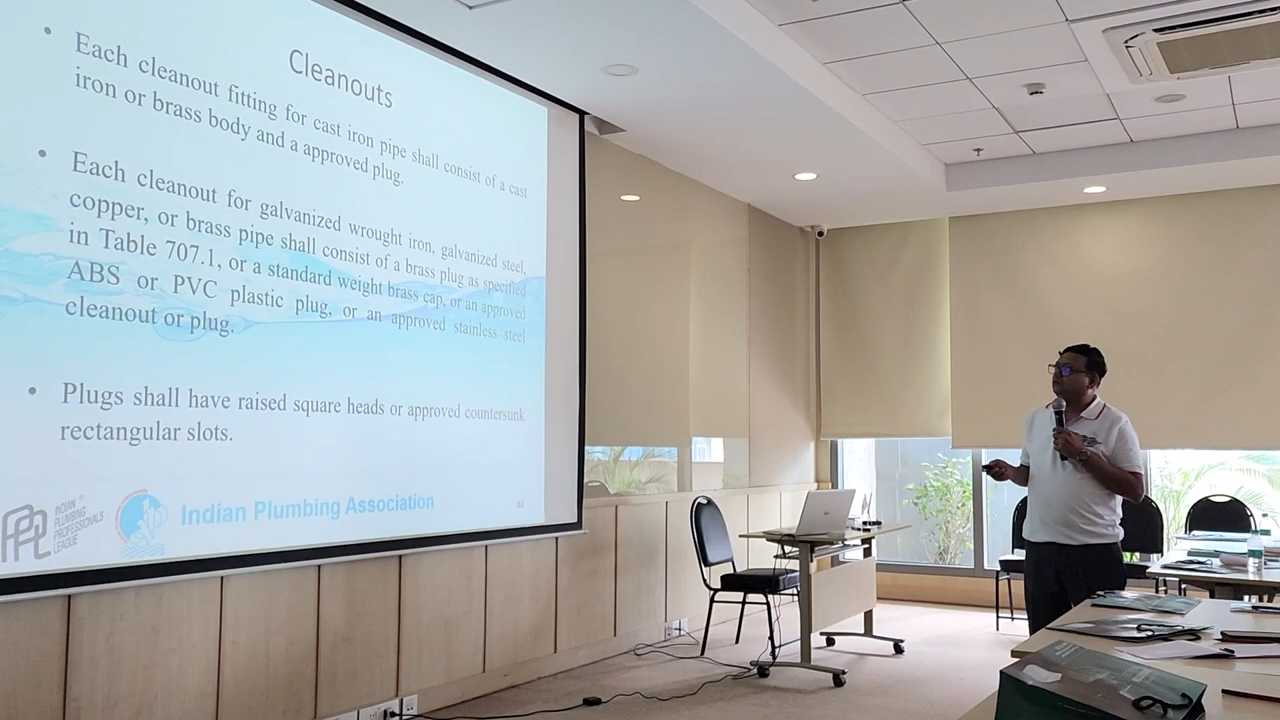 Cleanouts
• Each cleanout fitting for cast iron pipe shall consist of a cast
iron or brass body and a approved plug.
• Each cleanout for galvanized wrought iron, galvanized steel,
copper, or brass pipe shall consist of a brass plug as specified
in Table 707.1, or a standard weight brass cap, or an approved
ABS or PVC plastic plug, or an approved stainless steel
cleanout or plug.
• Plugs shall have raised square heads or approved countersunk
rectangular slots.
INDIAN
PLUMBING
PROFESSIONALS
LEAGUE
Indian Plumbing Association
44